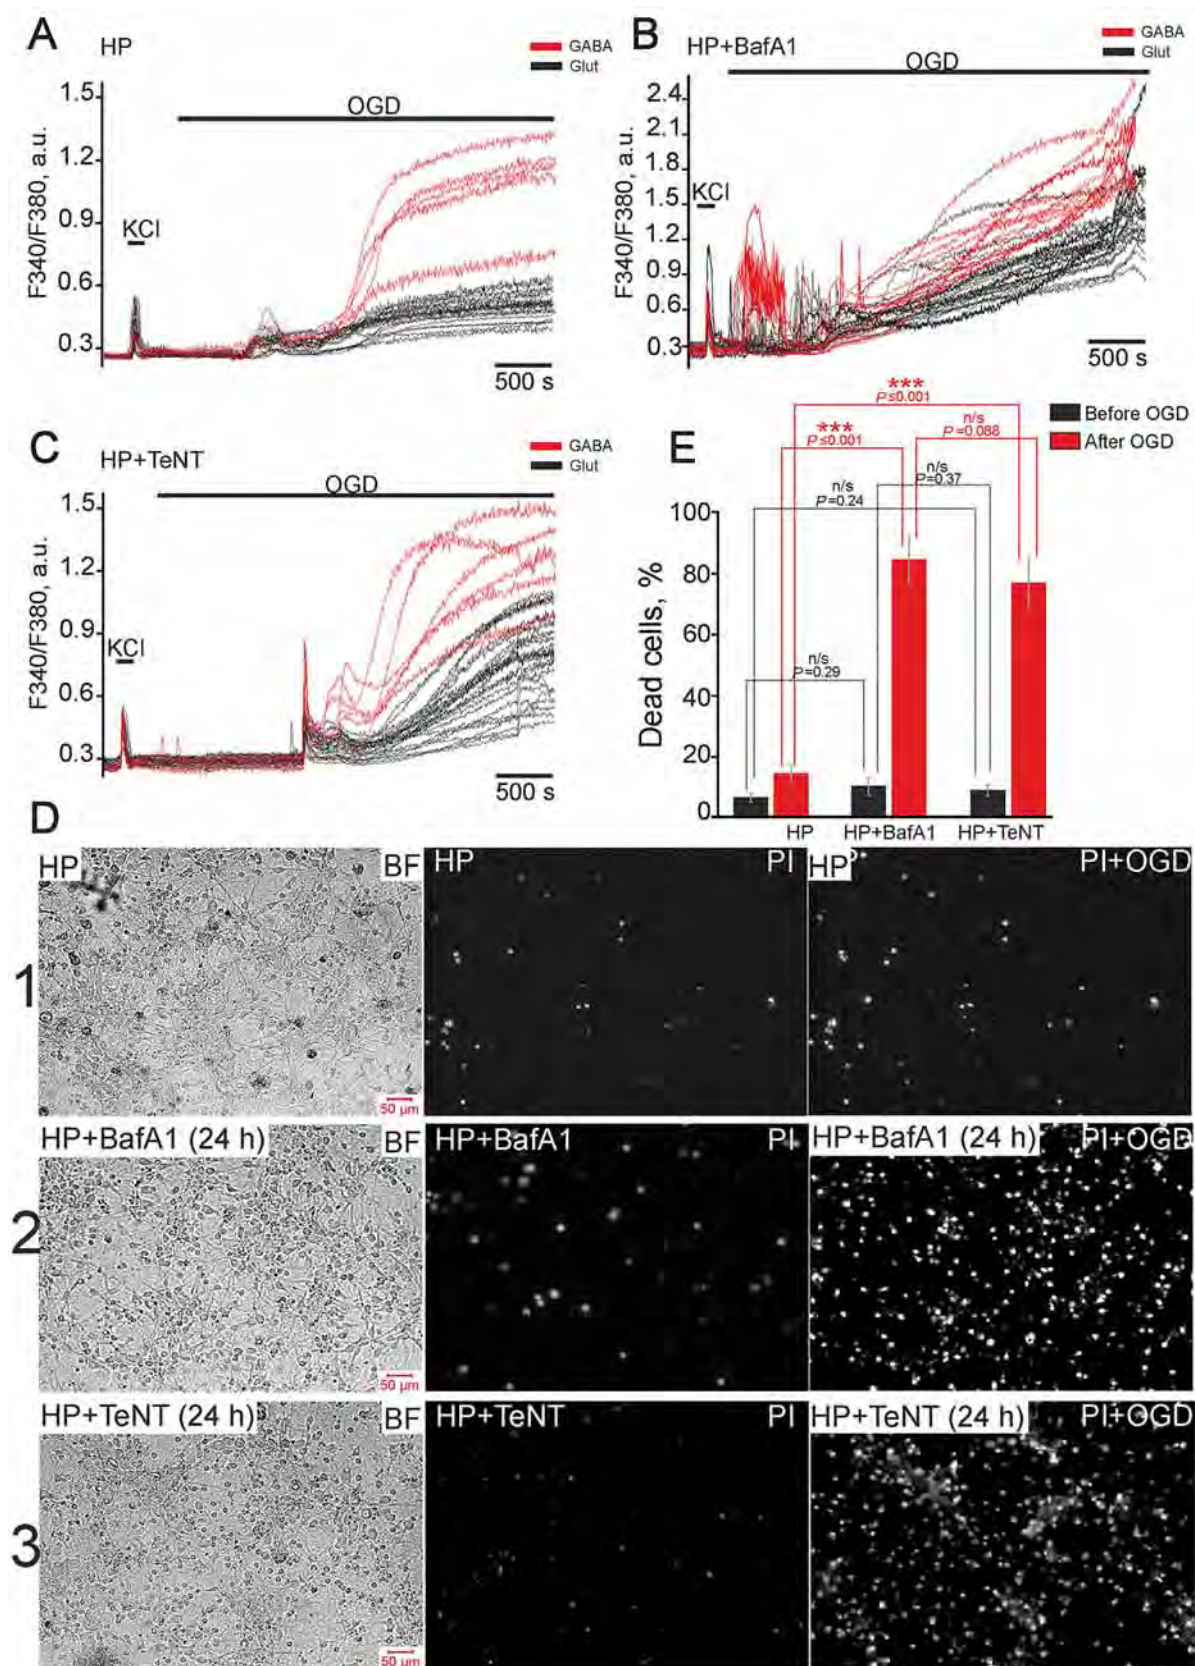 A
HP
GABA
Glut
OGD
KCl
1.5
1.2
0.9
0.6
0.3
F340/F380, a.u.
500 s
B
HP+BafA1
GABA
Glut
OGD
KCl
2.4
2.1
1.8
1.5
1.2
0.9
0.6
0.3
F340/F380, a.u.
500 s
C
HP+TeNT
GABA
Glut
OGD
KCl
1.5
1.2
0.9
0.6
0.3
F340/F380, a.u.
500 s
E
Before OGD
After OGD
***
P ≤0.001
***
P ≤0.001
n/s
P =0.088
n/s
P=0.37
n/s
P=0.24
n/s
P=0.29
100
80
60
40
20
0
Dead cells, %
HP
HP+BafA1
HP+TeNT
D
1
HP
BF
50 µm
HP
PI
HP
PI+OGD
2
HP+BafA1 (24 h)
BF
50 µm
HP+BafA1
PI
HP+BafA1 (24 h)
PI+OGD
3
HP+TeNT (24 h)
BF
50 µm
HP+TeNT
PI
HP+TeNT (24 h)
PI+OGD